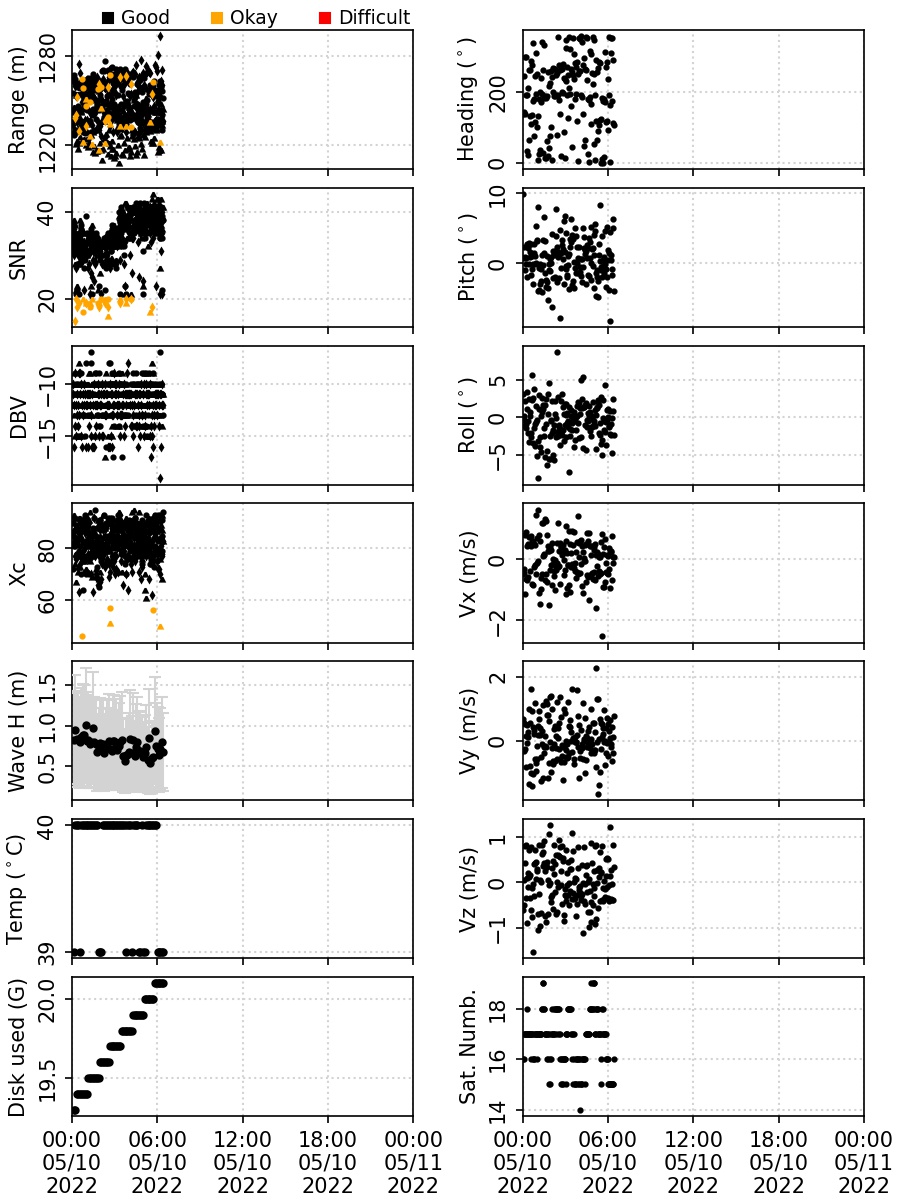 Good Okay Difficult
1280
1220
Range (m)
200
0
Heading (°)
40
20
SNR
10
0
Pitch (°)
−10
−15
DBV
5
0
−5
Roll (°)
80
60
Xc
0
−2
Vx (m/s)
1.5
1.0
0.5
Wave H (m)
2
0
Vy (m/s)
40
39
Temp (°C)
1
0
−1
Vz (m/s)
20.0
19.5
Disk used (G)
18
16
14
Sat. Numb.
00:00 06:00 12:00 18:00 00:00 00:00 06:00 12:00 18:00 00:00
05/10 05/10 05/10 05/10 05/11 05/10 05/10 05/10 05/10 05/11
2022 2022 2022 2022 2022 2022 2022 2022 2022 2022